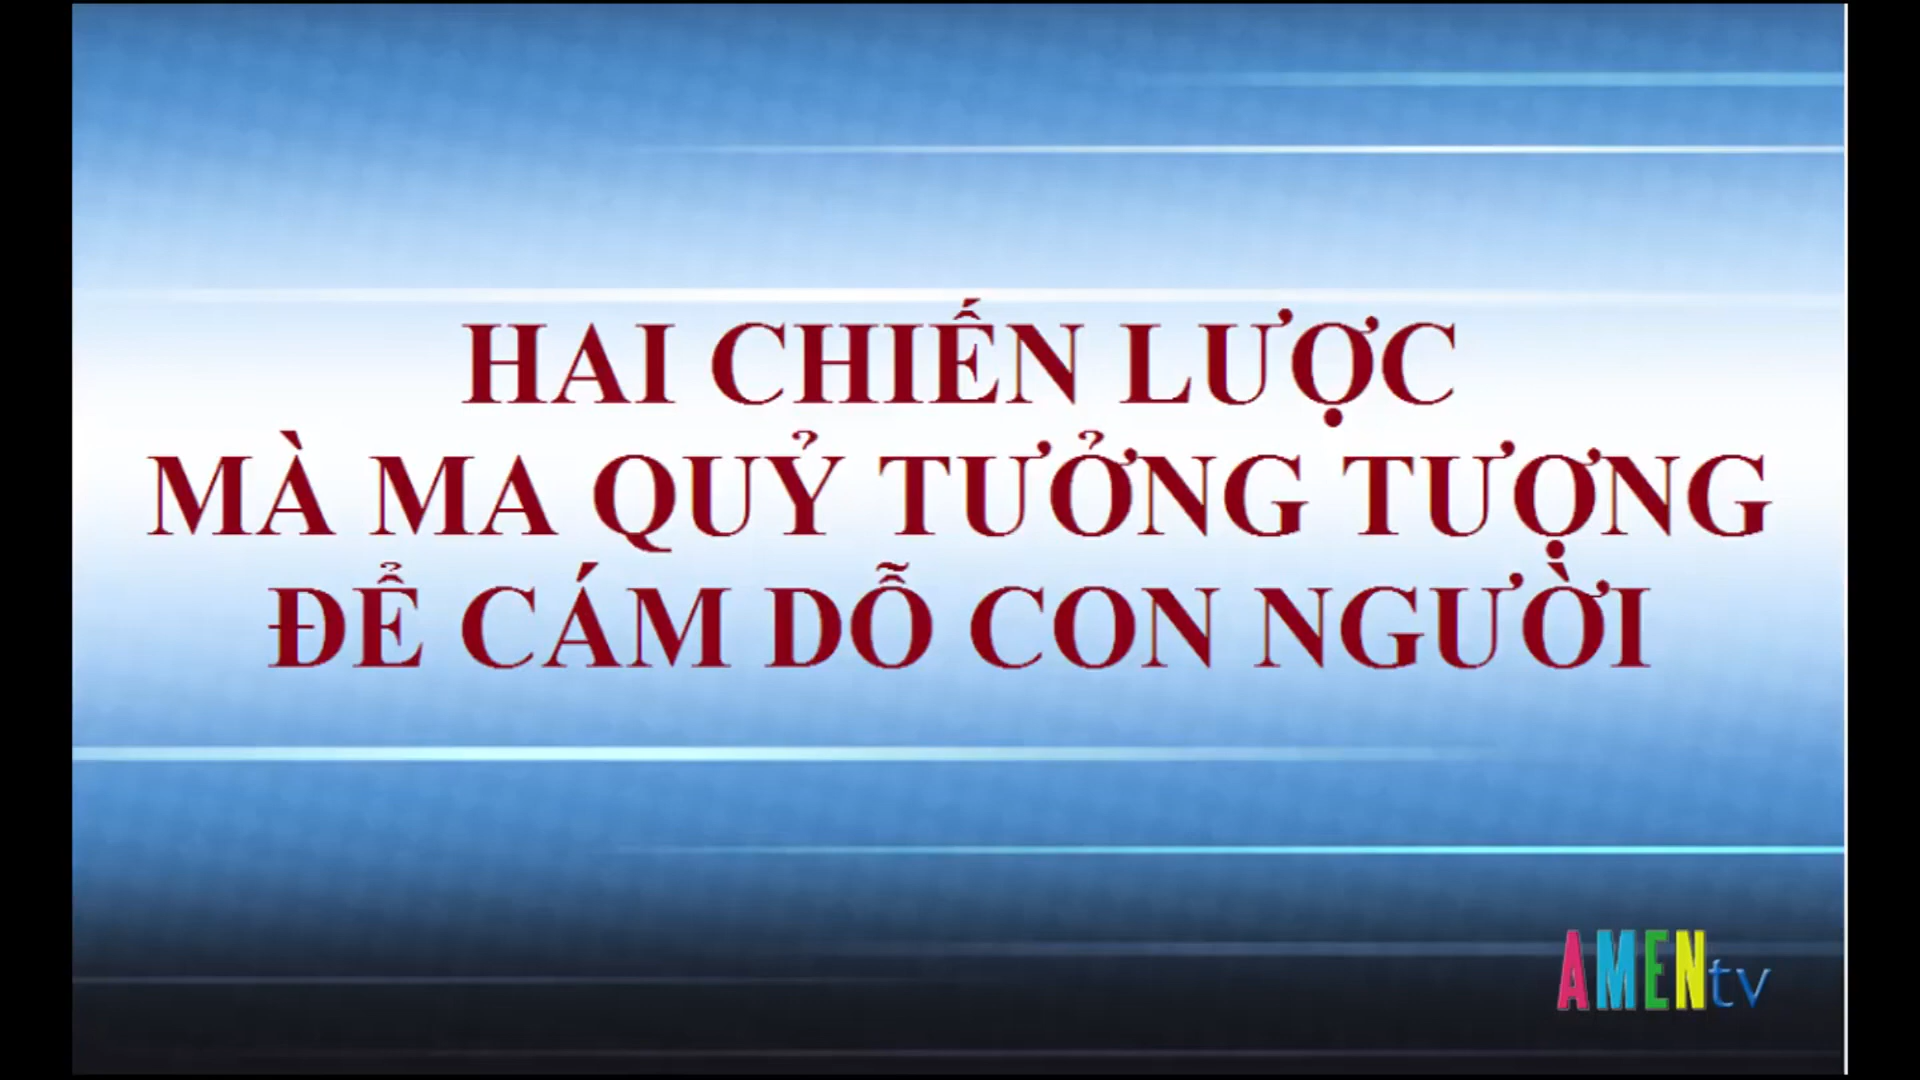 HAI CHIẾN LƯỢC
MÀ MA QUỶ TƯỞNG TƯỢNG
ĐỂ CÁM DỖ CON NGƯỜI
AMENtv